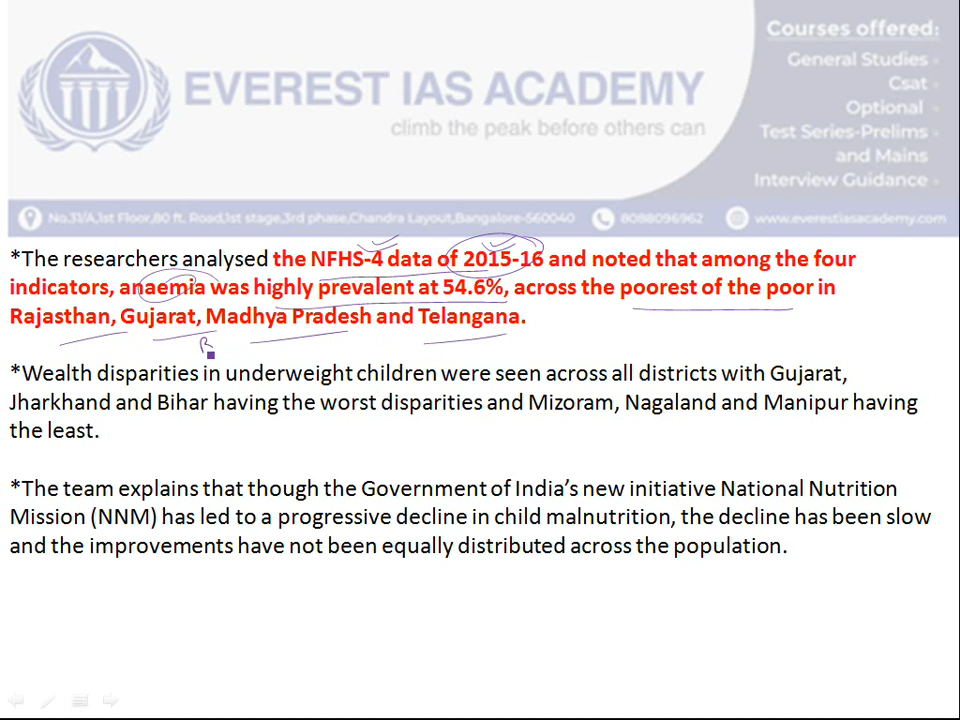 Courses offered:
General Studies
Csat
EVEREST IAS ACADEMY
Optional
climb the peak before others can
Test Series-Prelims
and Mains
Interview Guidance
No.31/A,1st Floor,80 ft. Road,1st stage,3rd phase,Chandra Layout,Bangalore-560040 8088096962 www.everestiasacademy.com
*The researchers analysed the NFHS-4 data of 2015-16 and noted that among the four
indicators, anaemia was highly prevalent at 54.6%, across the poorest of the poor in
Rajasthan, Gujarat, Madhya Pradesh and Telangana.
*Wealth disparities in underweight children were seen across all districts with Gujarat,
Jharkhand and Bihar having the worst disparities and Mizoram, Nagaland and Manipur having
the least.
*The team explains that though the Government of India's new initiative National Nutrition
Mission (NNM) has led to a progressive decline in child malnutrition, the decline has been slow
and the improvements have not been equally distributed across the population.